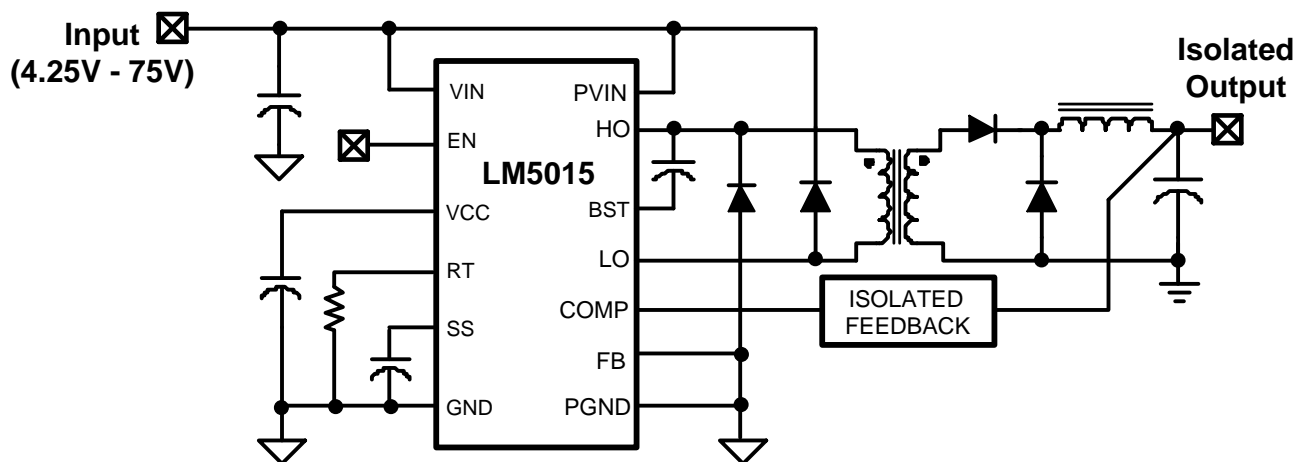 Input
(4.25V - 75V)
Isolated
Output
VIN
PVIN
HO
EN
LM5015
BST
VCC
LO
RT
COMP
ISOLATED
FEEDBACK
SS
FB
GND
PGND